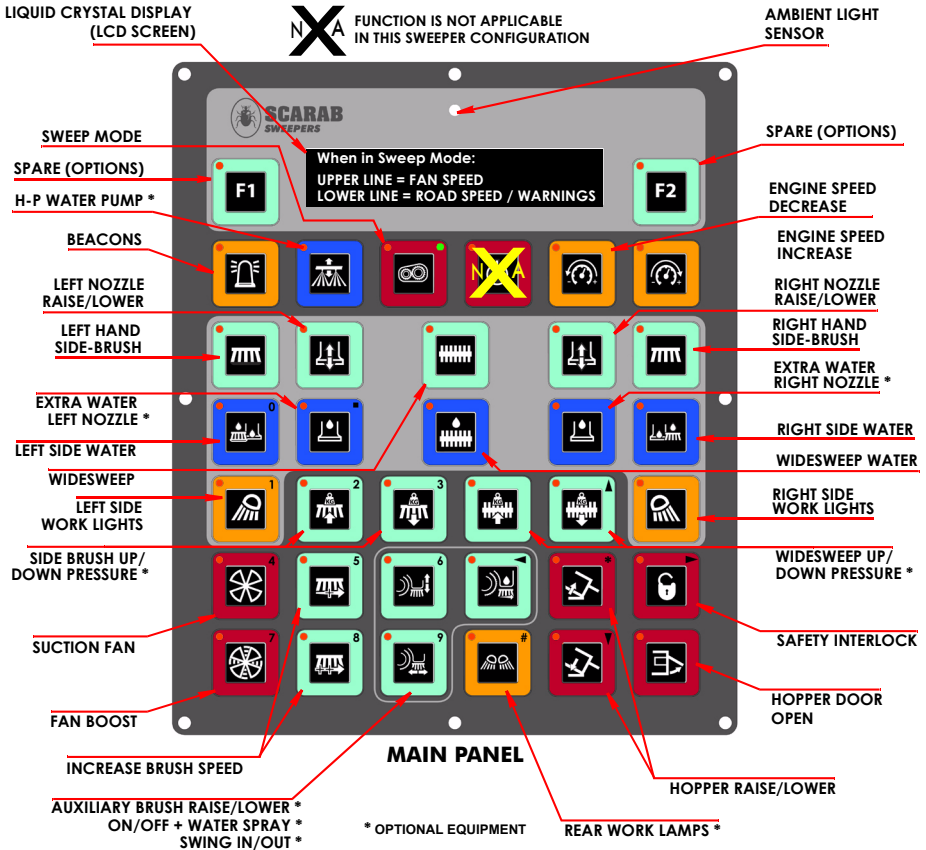 LIQUID CRYSTAL DISPLAY
(LCD SCREEN)
N A
FUNCTION IS NOT APPLICABLE
IN THIS SWEEPER CONFIGURATION
AMBIENT LIGHT
SENSOR
SCARAB
SWEEPERS
SWEEP MODE
SPARE (OPTIONS)
H-P WATER PUMP *
BEACONS
When in Sweep Mode:
UPPER LINE = FAN SPEED
LOWER LINE = ROAD SPEED / WARNINGS
F1
F2
SPARE (OPTIONS)
ENGINE SPEED
DECREASE
ENGINE SPEED
INCREASE
N A
LEFT NOZZLE
RAISE/LOWER
RIGHT NOZZLE
RAISE/LOWER
LEFT HAND
SIDE-BRUSH
RIGHT HAND
SIDE-BRUSH
EXTRA WATER
LEFT NOZZLE *
EXTRA WATER
RIGHT NOZZLE *
0
LEFT SIDE WATER
RIGHT SIDE WATER
WIDESWEEP
WIDESWEEP WATER
LEFT SIDE
WORK LIGHTS
RIGHT SIDE
WORK LIGHTS
1
2
3
KG
KG
KG
KG
SIDE BRUSH UP/
DOWN PRESSURE *
WIDESWEEP UP/
DOWN PRESSURE *
4
5
6
*
SUCTION FAN
SAFETY INTERLOCK
7
8
9
#
FAN BOOST
HOPPER DOOR
OPEN
MAIN PANEL
INCREASE BRUSH SPEED
HOPPER RAISE/LOWER
AUXILIARY BRUSH RAISE/LOWER *
ON/OFF + WATER SPRAY *
SWING IN/OUT *
* OPTIONAL EQUIPMENT
REAR WORK LAMPS *